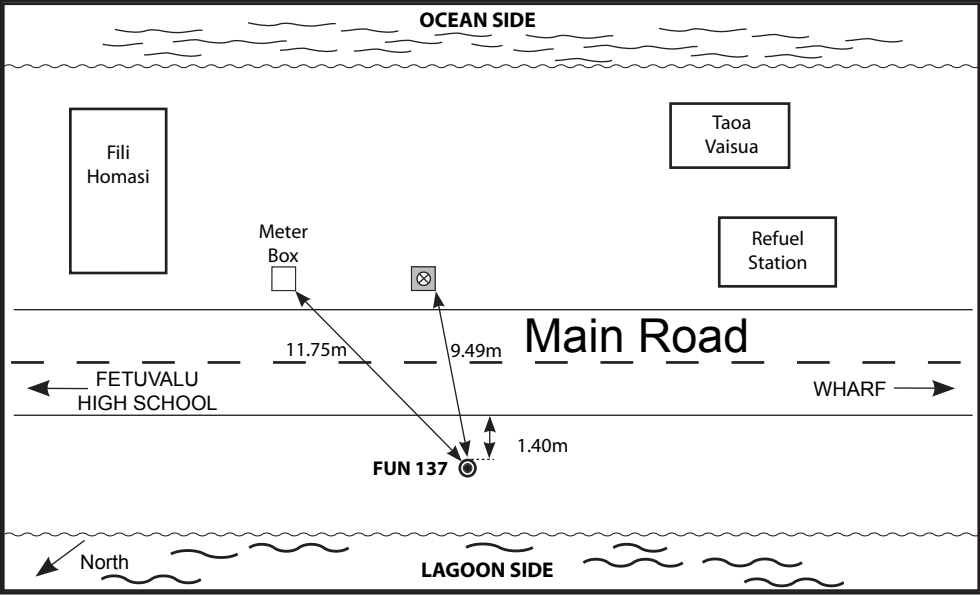 OCEAN SIDE
Fili
Homasi
Taoa
Vaisua
Meter
Box
Refuel
Station
Main Road
11.75m
9.49m
FETUVALU
HIGH SCHOOL
WHARF
1.40m
FUN 137
North
LAGOON SIDE